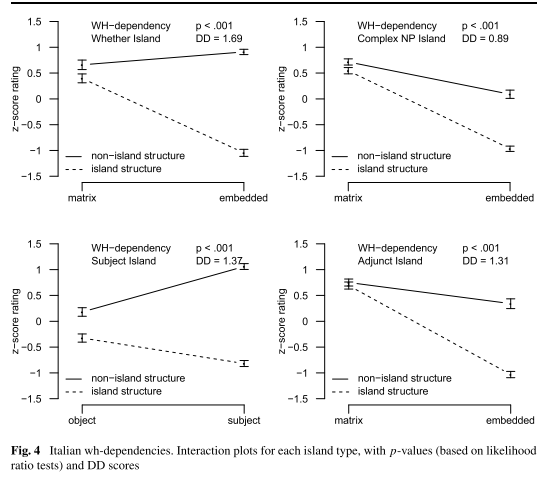 WH−dependency p < .001
Whether Island DD = 1.69
1.5
1
0.5
0
−0.5
−1
−1.5
z−score rating
non−island structure
island structure
matrix embedded
WH−dependency p < .001
Complex NP Island DD = 0.89
1.5
1
0.5
0
−0.5
−1
−1.5
z−score rating
non−island structure
island structure
matrix embedded
WH−dependency p < .001
Subject Island DD = 1.37
1.5
1
0.5
0
−0.5
−1
−1.5
z−score rating
non−island structure
island structure
object subject
WH−dependency p < .001
Adjunct Island DD = 1.31
1.5
1
0.5
0
−0.5
−1
−1.5
z−score rating
non−island structure
island structure
matrix embedded
Fig. 4 Italian wh-dependencies. Interaction plots for each island type, with p-values (based on likelihood
ratio tests) and DD scores